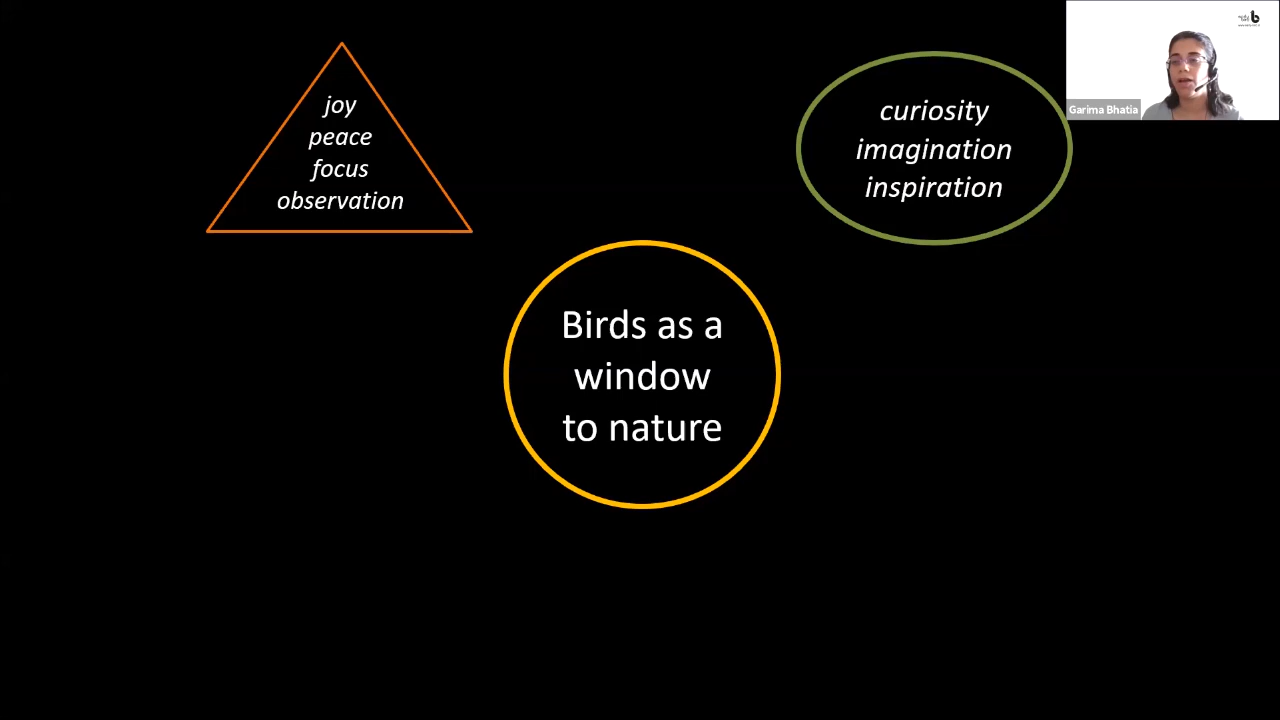 joy
peace
focus
observation
curiosity
imagination
inspiration
Garima Bhatia
Birds as a
window
to nature